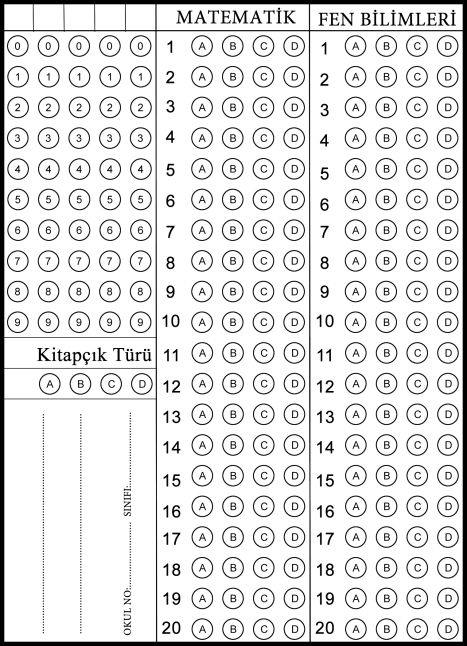 MATEMATİK FEN BİLİMLERİ
0 0 0 0 0 1 A B C D 1 A B C D
1 1 1 1 1 2 A B C D 2 A B C D
2 2 2 2 2 3 A B C D 3 A B C D
3 3 3 3 3 4 A B C D 4 A B C D
4 4 4 4 4 5 A B C D 5 A B C D
5 5 5 5 5 6 A B C D 6 A B C D
6 6 6 6 6 7 A B C D 7 A B C D
7 7 7 7 7 8 A B C D 8 A B C D
8 8 8 8 8 9 A B C D 9 A B C D
9 9 9 9 9 10 A B C D 10 A B C D
Kitapçık Türü 11 A B C D 11 A B C D
A B C D 12 A B C D 12 A B C D
13 A B C D 13 A B C D
14 A B C D 14 A B C D
15 A B C D 15 A B C D
16 A B C D 16 A B C D
17 A B C D 17 A B C D
18 A B C D 18 A B C D
19 A B C D 19 A B C D
20 A B C D 20 A B C D
OKUL NO:.................... SINIFI:....................